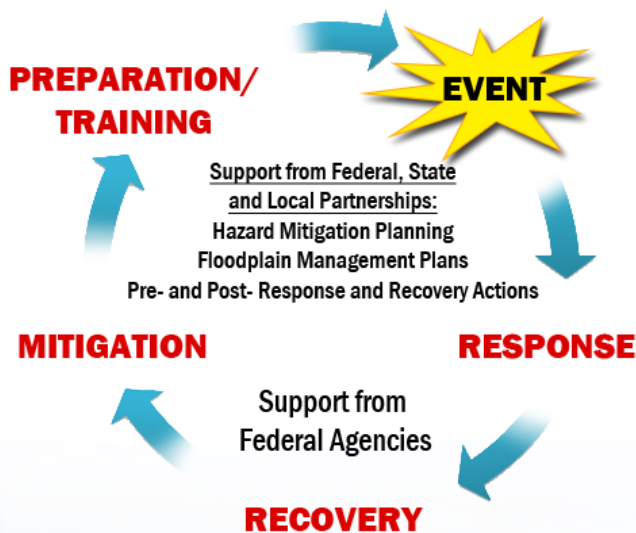 PREPARATION/
TRAINING
EVENT
Support from Federal, State
and Local Partnerships:
Hazard Mitigation Planning
Floodplain Management Plans
Pre- and Post- Response and Recovery Actions
MITIGATION
RESPONSE
Support from
Federal Agencies
RECOVERY